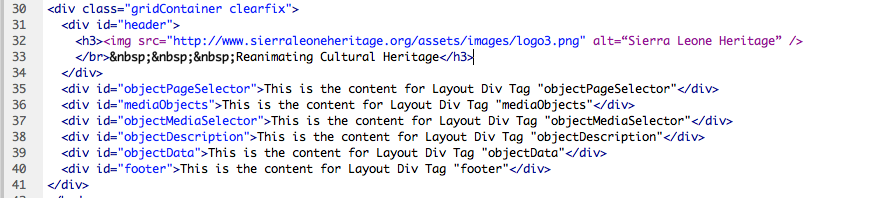 30 <div class="gridContainer clearfix">
31 <div id="header">
32 <h3><img src="http://www.sierraleoneheritage.org/assets/images/logo3.png" alt=“Sierra Leone Heritage” />
33 </br>&nbsp;&nbsp;&nbsp;Reanimating Cultural Heritage</h3>
34 </div>
35 <div id="objectPageSelector">This is the content for Layout Div Tag "objectPageSelector"</div>
36 <div id="mediaObjects">This is the content for Layout Div Tag "mediaObjects"</div>
37 <div id="objectMediaSelector">This is the content for Layout Div Tag "objectMediaSelector"</div>
38 <div id="objectDescription">This is the content for Layout Div Tag "objectDescription"</div>
39 <div id="objectData">This is the content for Layout Div Tag "objectData"</div>
40 <div id="footer">This is the content for Layout Div Tag "footer"</div>
41 </div>